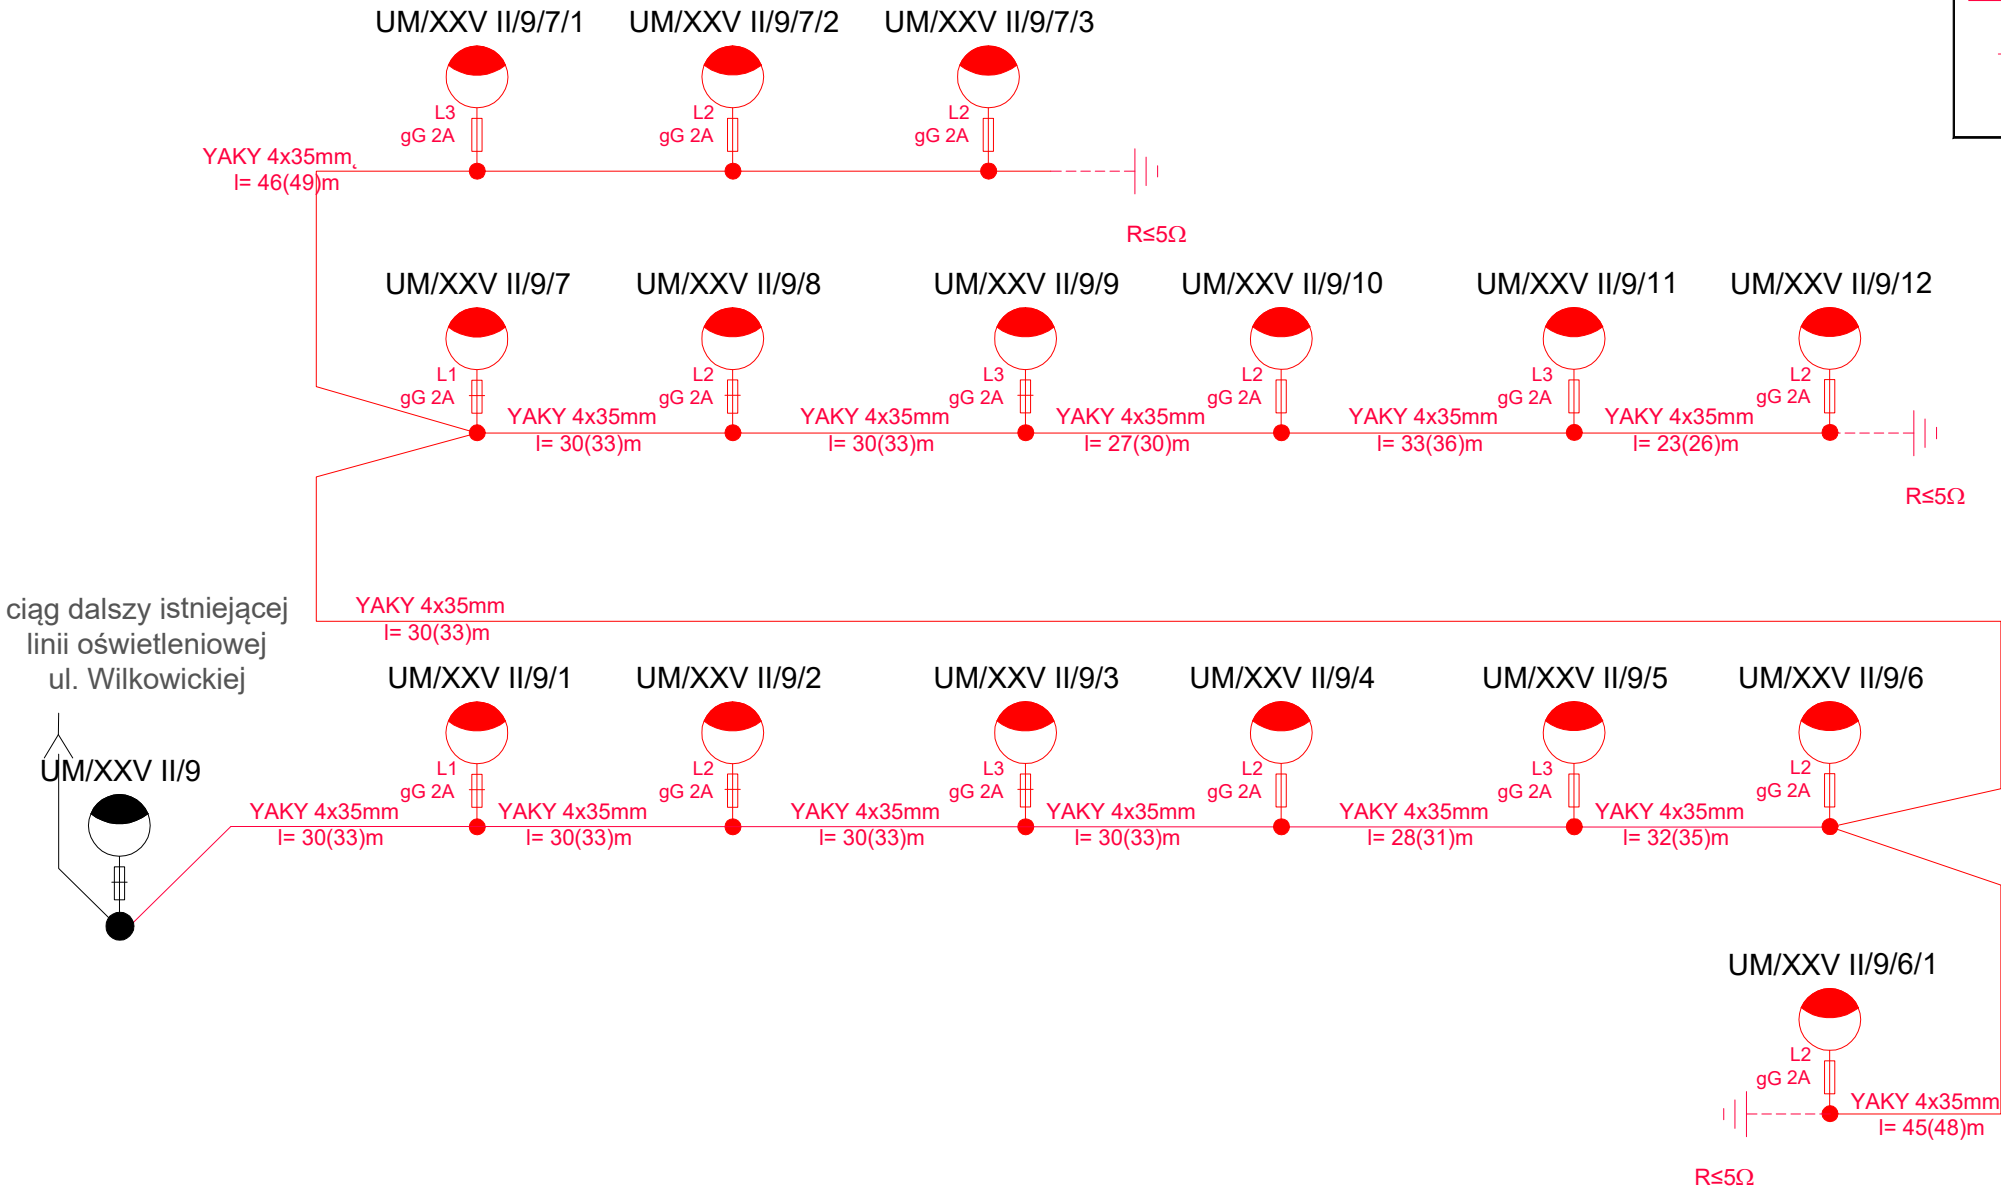 UM/XXV II/9/7/1
UM/XXV II/9/7/2
UM/XXV II/9/7/3
L3
gG 2A
L2
gG 2A
L2
gG 2A
YAKY 4x35mm
l= 46(49)m
R≤5Ω
UM/XXV II/9/7
UM/XXV II/9/8
UM/XXV II/9/9
UM/XXV II/9/10
UM/XXV II/9/11
UM/XXV II/9/12
L1
gG 2A
L2
gG 2A
L3
gG 2A
L2
gG 2A
L3
gG 2A
L2
gG 2A
YAKY 4x35mm
l= 30(33)m
YAKY 4x35mm
l= 30(33)m
YAKY 4x35mm
l= 27(30)m
YAKY 4x35mm
l= 33(36)m
YAKY 4x35mm
l= 23(26)m
R≤5Ω
ciąg dalszy istniejącej
linii oświetleniowej
ul. Wilkowickiej
YAKY 4x35mm
l= 30(33)m
UM/XXV II/9/1
UM/XXV II/9/2
UM/XXV II/9/3
UM/XXV II/9/4
UM/XXV II/9/5
UM/XXV II/9/6
UM/XXV II/9
L1
gG 2A
L2
gG 2A
L3
gG 2A
L2
gG 2A
L3
gG 2A
L2
gG 2A
YAKY 4x35mm
l= 30(33)m
YAKY 4x35mm
l= 30(33)m
YAKY 4x35mm
l= 30(33)m
YAKY 4x35mm
l= 30(33)m
YAKY 4x35mm
l= 28(31)m
YAKY 4x35mm
l= 32(35)m
UM/XXV II/9/6/1
L2
gG 2A
YAKY 4x35mm
l= 45(48)m
R≤5Ω